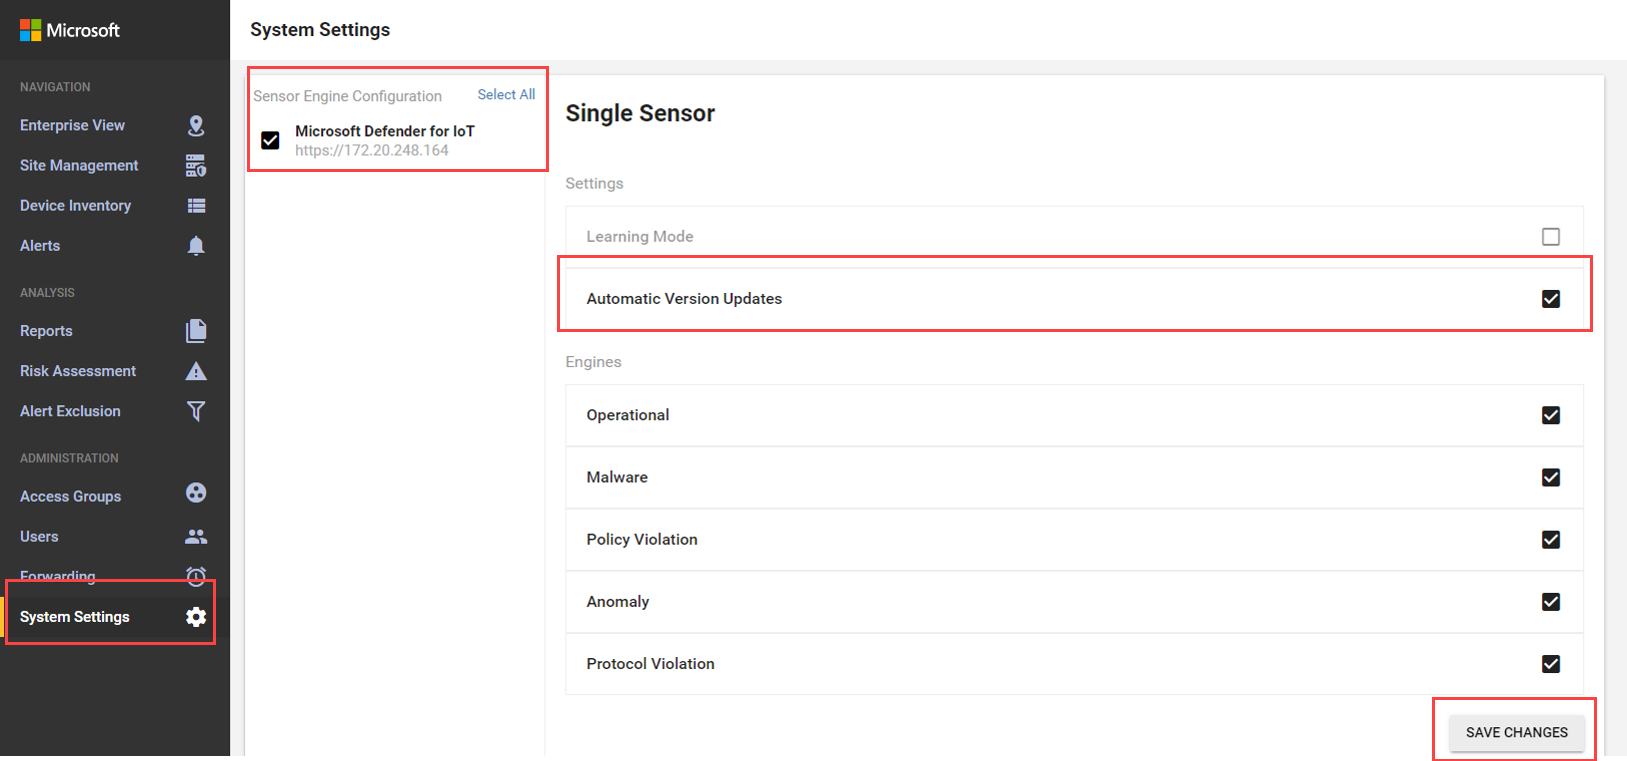 Microsoft
NAVIGATION
Enterprise View
Site Management
Device Inventory
Alerts
ANALYSIS
Reports
Risk Assessment
Alert Exclusion
ADMINISTRATION
Access Groups
Users
Forwarding
System Settings
System Settings
Sensor Engine Configuration Select All
Microsoft Defender for IoT
https://172.20.248.164
Single Sensor
Settings
Learning Mode
Automatic Version Updates
Engines
Operational
Malware
Policy Violation
Anomaly
Protocol Violation
SAVE CHANGES